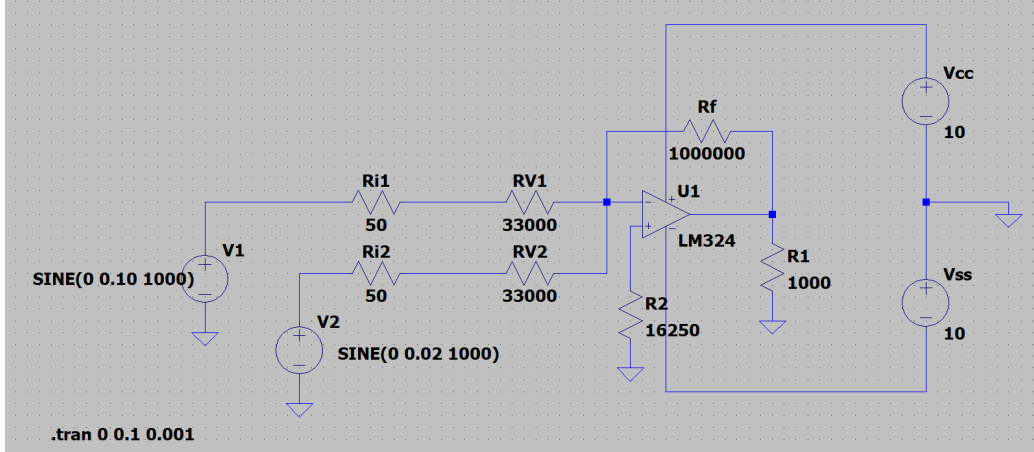 Vcc
10
Rf
1000000
Ri1
50
RV1
33000
U1
LM324
V1
SINE(0 0.10 1000)
Ri2
50
RV2
33000
R1
1000
Vss
10
R2
16250
V2
SINE(0 0.02 1000)
.tran 0 0.1 0.001